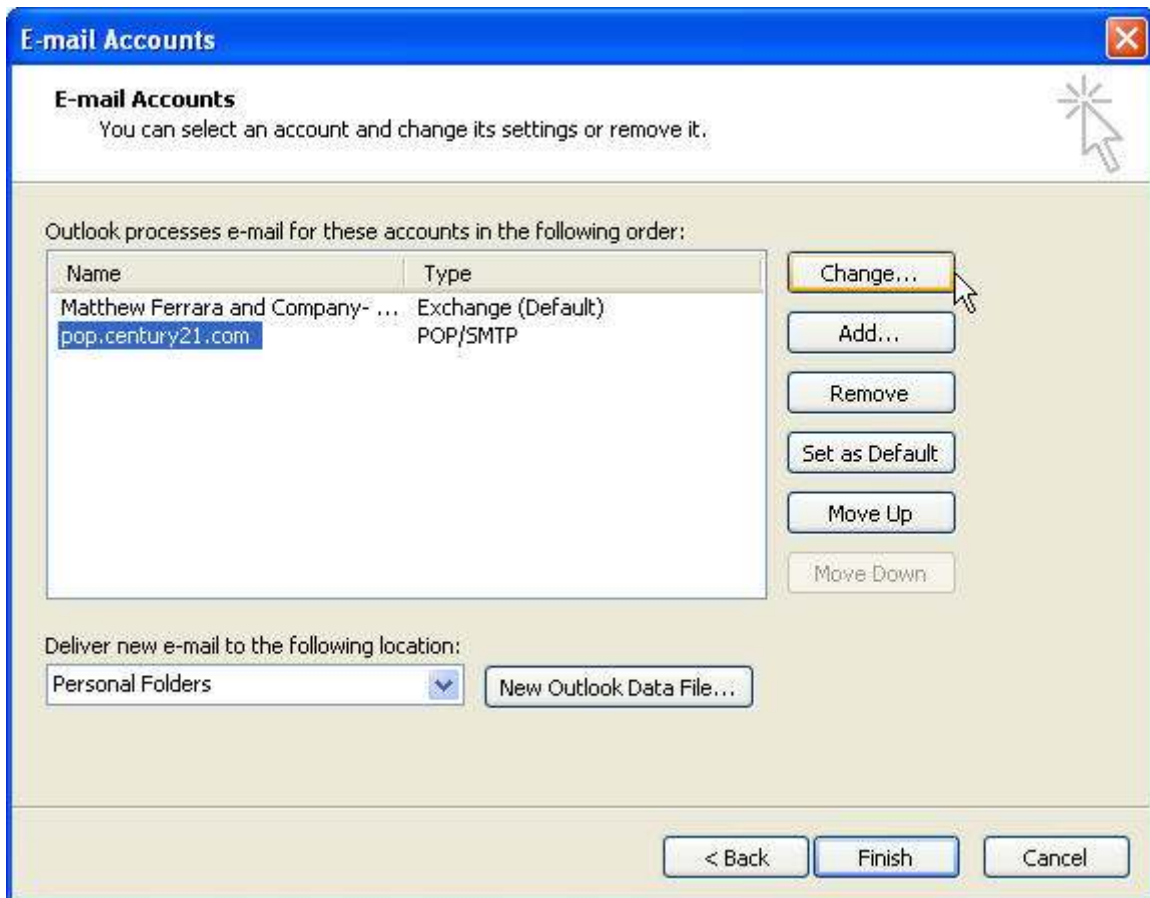 E-mail Accounts
E-mail Accounts
You can select an account and change its settings or remove it.
Outlook processes e-mail for these accounts in the following order:
Name Type
Matthew Ferrara and Company- ... Exchange (Default)
pop.century21.com POP/SMTP
Change...
Add...
Remove
Set as Default
Move Up
Move Down
Deliver new e-mail to the following location:
Personal Folders New Outlook Data File...
< Back Finish Cancel